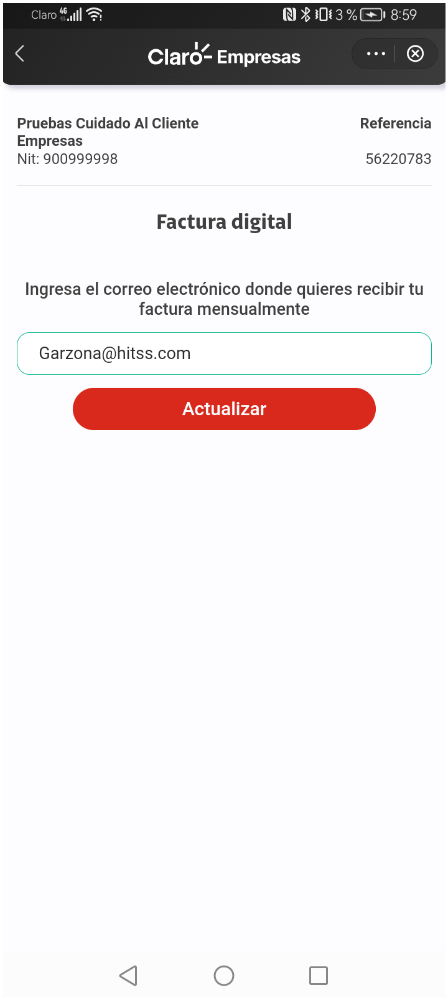 Claro 4G 3 % 8:59
Claro- Empresas
Pruebas Cuidado Al Cliente Empresas
Referencia
Nit: 900999998
56220783
Factura digital
Ingresa el correo electrónico donde quieres recibir tu
factura mensualmente
Garzona@hitss.com
Actualizar